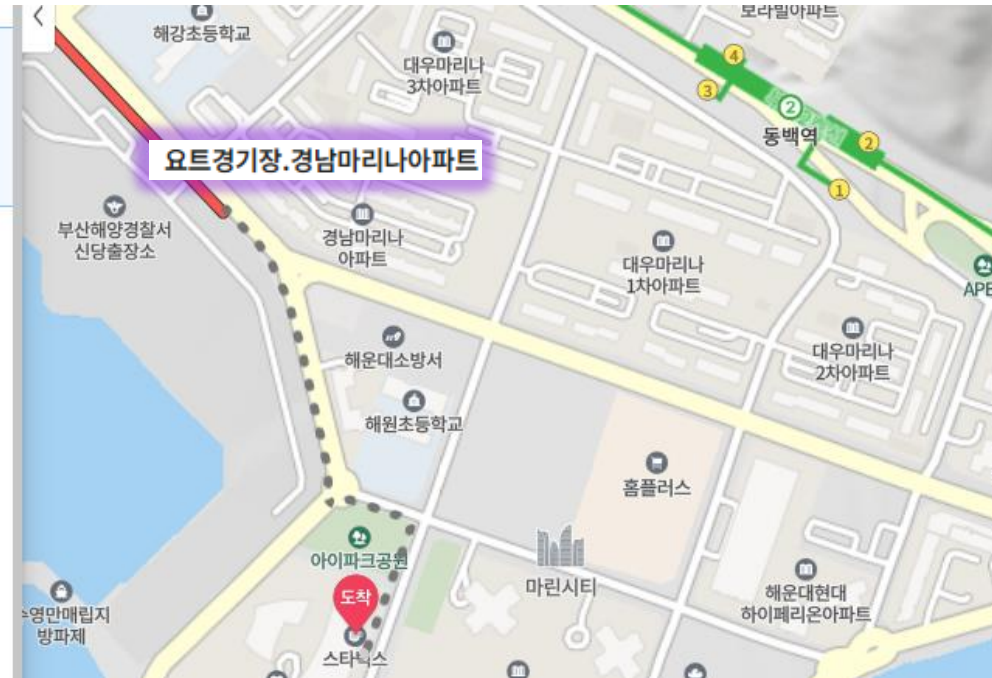 해강초등학교
보라빌아파트
대우마리나
3차아파트
4
3
2
동백역
2
1
요트경기장.경남마리나아파트
부산해양경찰서
신당출장소
경남마리나
아파트
대우마리나
1차아파트
APE
해운대소방서
대우마리나
2차아파트
해원초등학교
홈플러스
아이파크공원
마린시티
도착
해운대현대
하이페리온아파트
수영만매립지
방파제